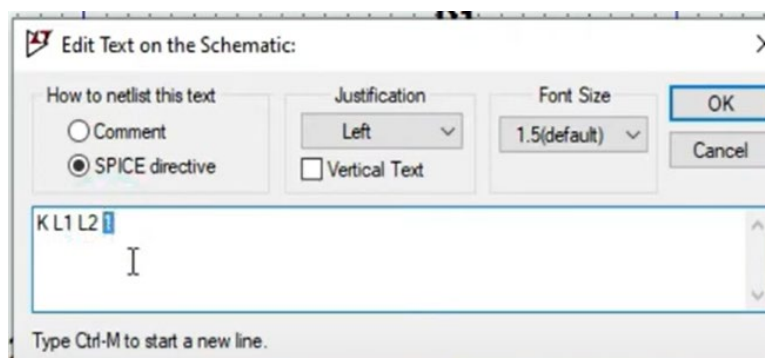 Edit Text on the Schematic:
How to netlist this text
Justification
Font Size
OK
Comment
Left
1.5(default)
SPICE directive
Vertical Text
Cancel
K L1 L2 1
Type Ctrl-M to start a new line.